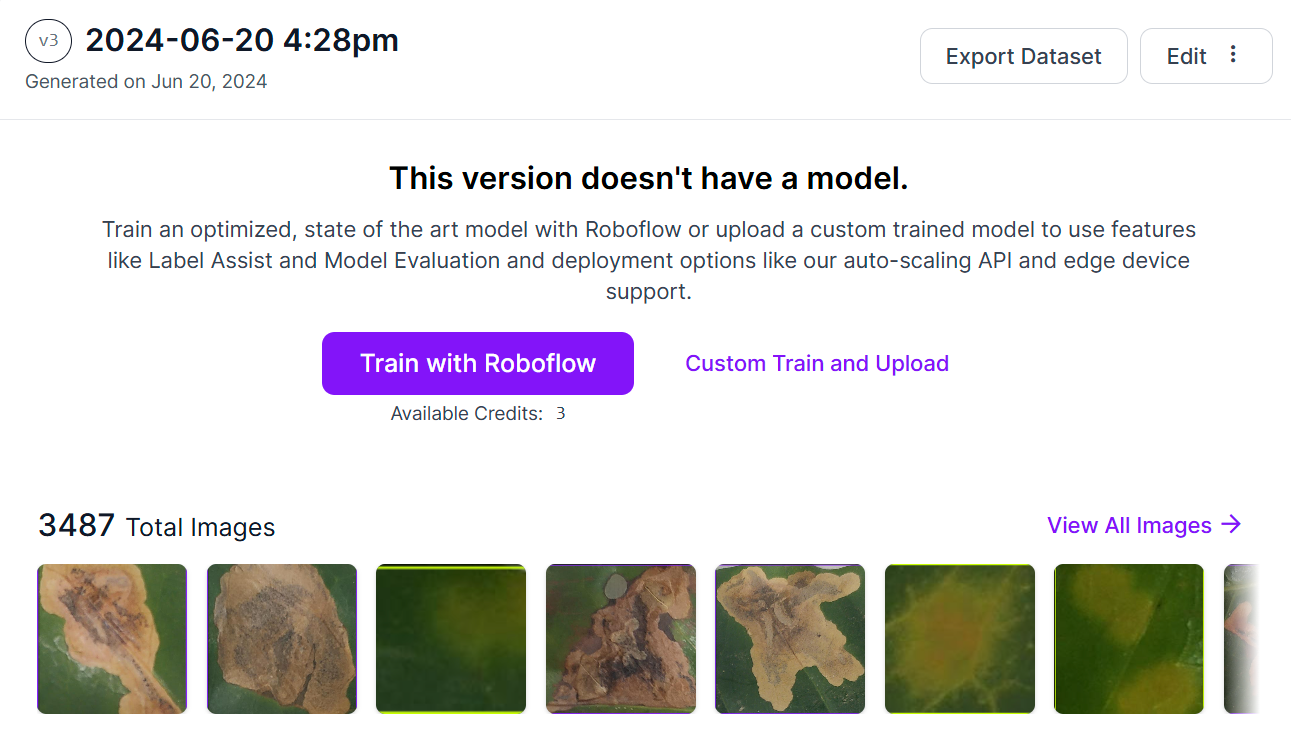 v3
2024-06-20 4:28pm
Generated on Jun 20, 2024
Export Dataset
Edit
This version doesn't have a model.
Train an optimized, state of the art model with Roboflow or upload a custom trained model to use features
like Label Assist and Model Evaluation and deployment options like our auto-scaling API and edge device
support.
Train with Roboflow
Custom Train and Upload
Available Credits: 3
3487 Total Images
View All Images →